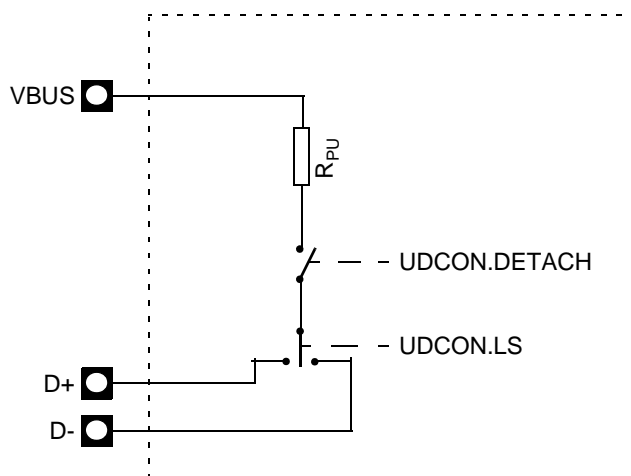 VBUS
RPU
UDCON.DETACH
UDCON.LS
D+
D-